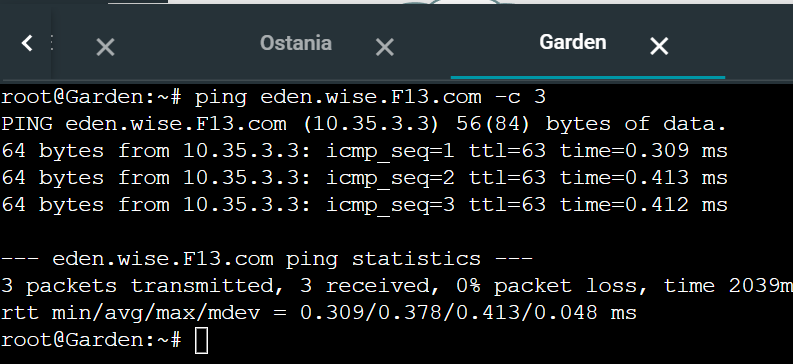 Ostania
Garden
root@Garden:~# ping eden.wise.F13.com -c 3
PING eden.wise.F13.com (10.35.3.3) 56(84) bytes of data.
64 bytes from 10.35.3.3: icmp_seq=1 ttl=63 time=0.309 ms
64 bytes from 10.35.3.3: icmp_seq=2 ttl=63 time=0.413 ms
64 bytes from 10.35.3.3: icmp_seq=3 ttl=63 time=0.412 ms
--- eden.wise.F13.com ping statistics ---
3 packets transmitted, 3 received, 0% packet loss, time 2039m
rtt min/avg/max/mdev = 0.309/0.378/0.413/0.048 ms
root@Garden:~#